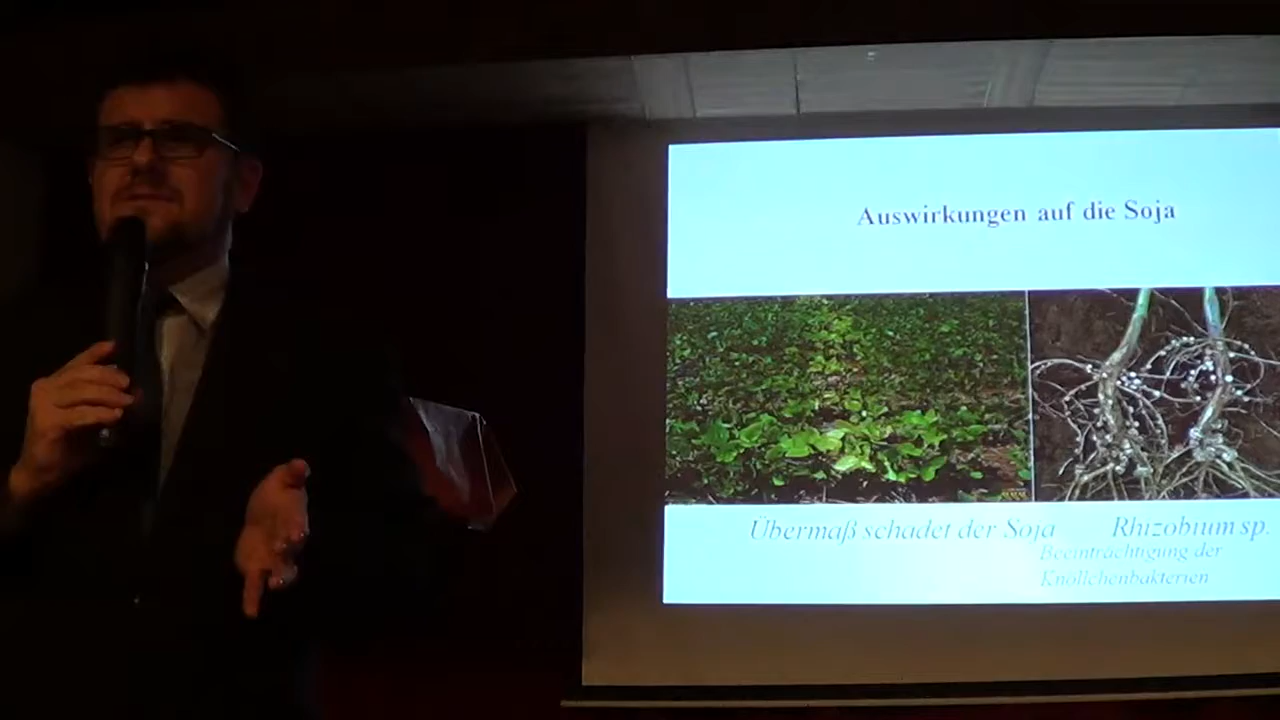 Auswirkungen auf die Soja
Übermaß schadet der Soja
Rhizobium sp.
Beeinträchtigung der
Knöllchenbakterien